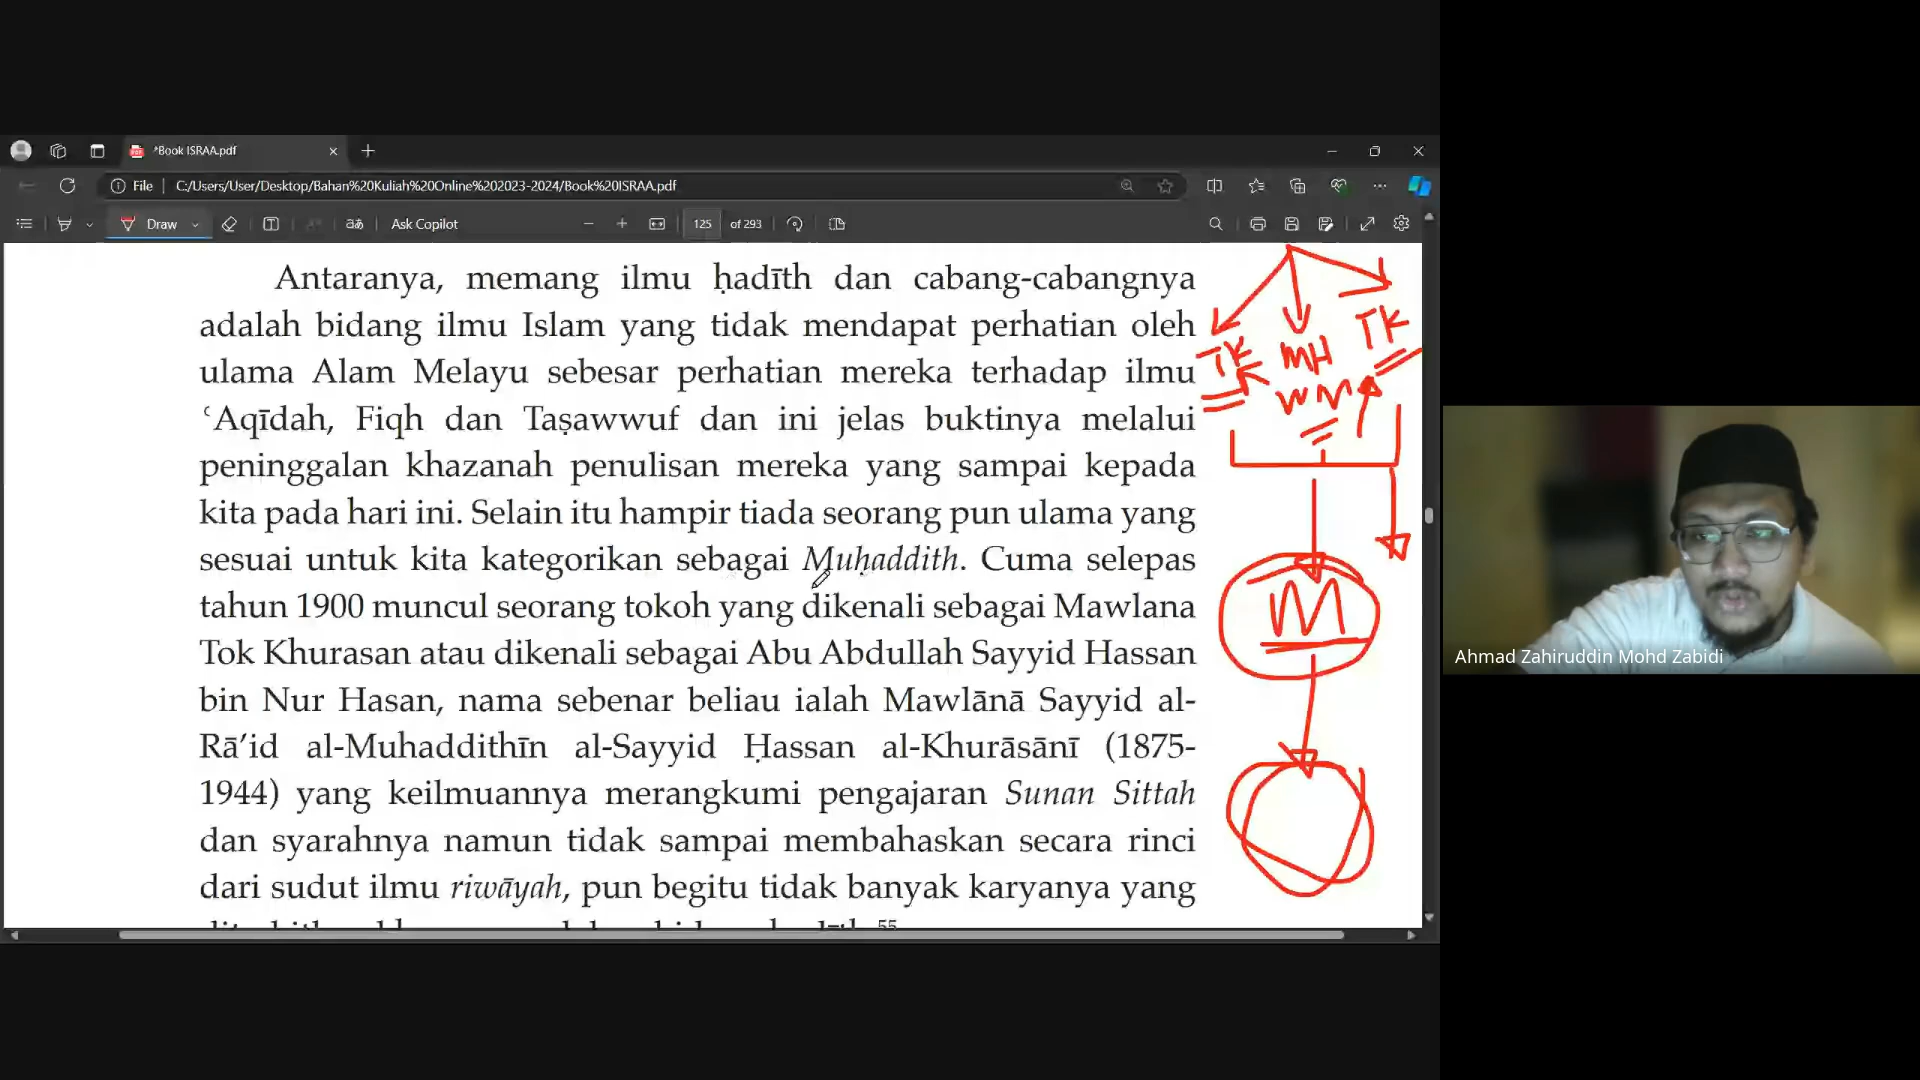 *Book ISRAA.pdf
File
C:/Users/User/Desktop/Bahan%20Kuliah%20Online%202023-2024/Book%20ISRAA.pdf
Draw
aあ
Ask Copilot
125 of 293
Antaranya, memang ilmu ḥadīth dan cabang-cabangnya
adalah bidang ilmu Islam yang tidak mendapat perhatian oleh
ulama Alam Melayu sebesar perhatian mereka terhadap ilmu
ʿAqīdah, Fiqh dan Taṣawwuf dan ini jelas buktinya melalui
peninggalan khazanah penulisan mereka yang sampai kepada
kita pada hari ini. Selain itu hampir tiada seorang pun ulama yang
sesuai untuk kita kategorikan sebagai Muḥaddith. Cuma selepas
tahun 1900 muncul seorang tokoh yang dikenali sebagai Mawlana
Tok Khurasan atau dikenali sebagai Abu Abdullah Sayyid Hassan
bin Nur Hasan, nama sebenar beliau ialah Mawlānā Sayyid al-
Rā’id al-Muhaddithīn al-Sayyid Ḥassan al-Khurāsānī (1875-
1944) yang keilmuannya merangkumi pengajaran Sunan Sittah
dan syarahnya namun tidak sampai membahaskan secara rinci
dari sudut ilmu riwāyah, pun begitu tidak banyak karyanya yang
55
TK
MH
WM
TK
M
Ahmad Zahiruddin Mohd Zabidi